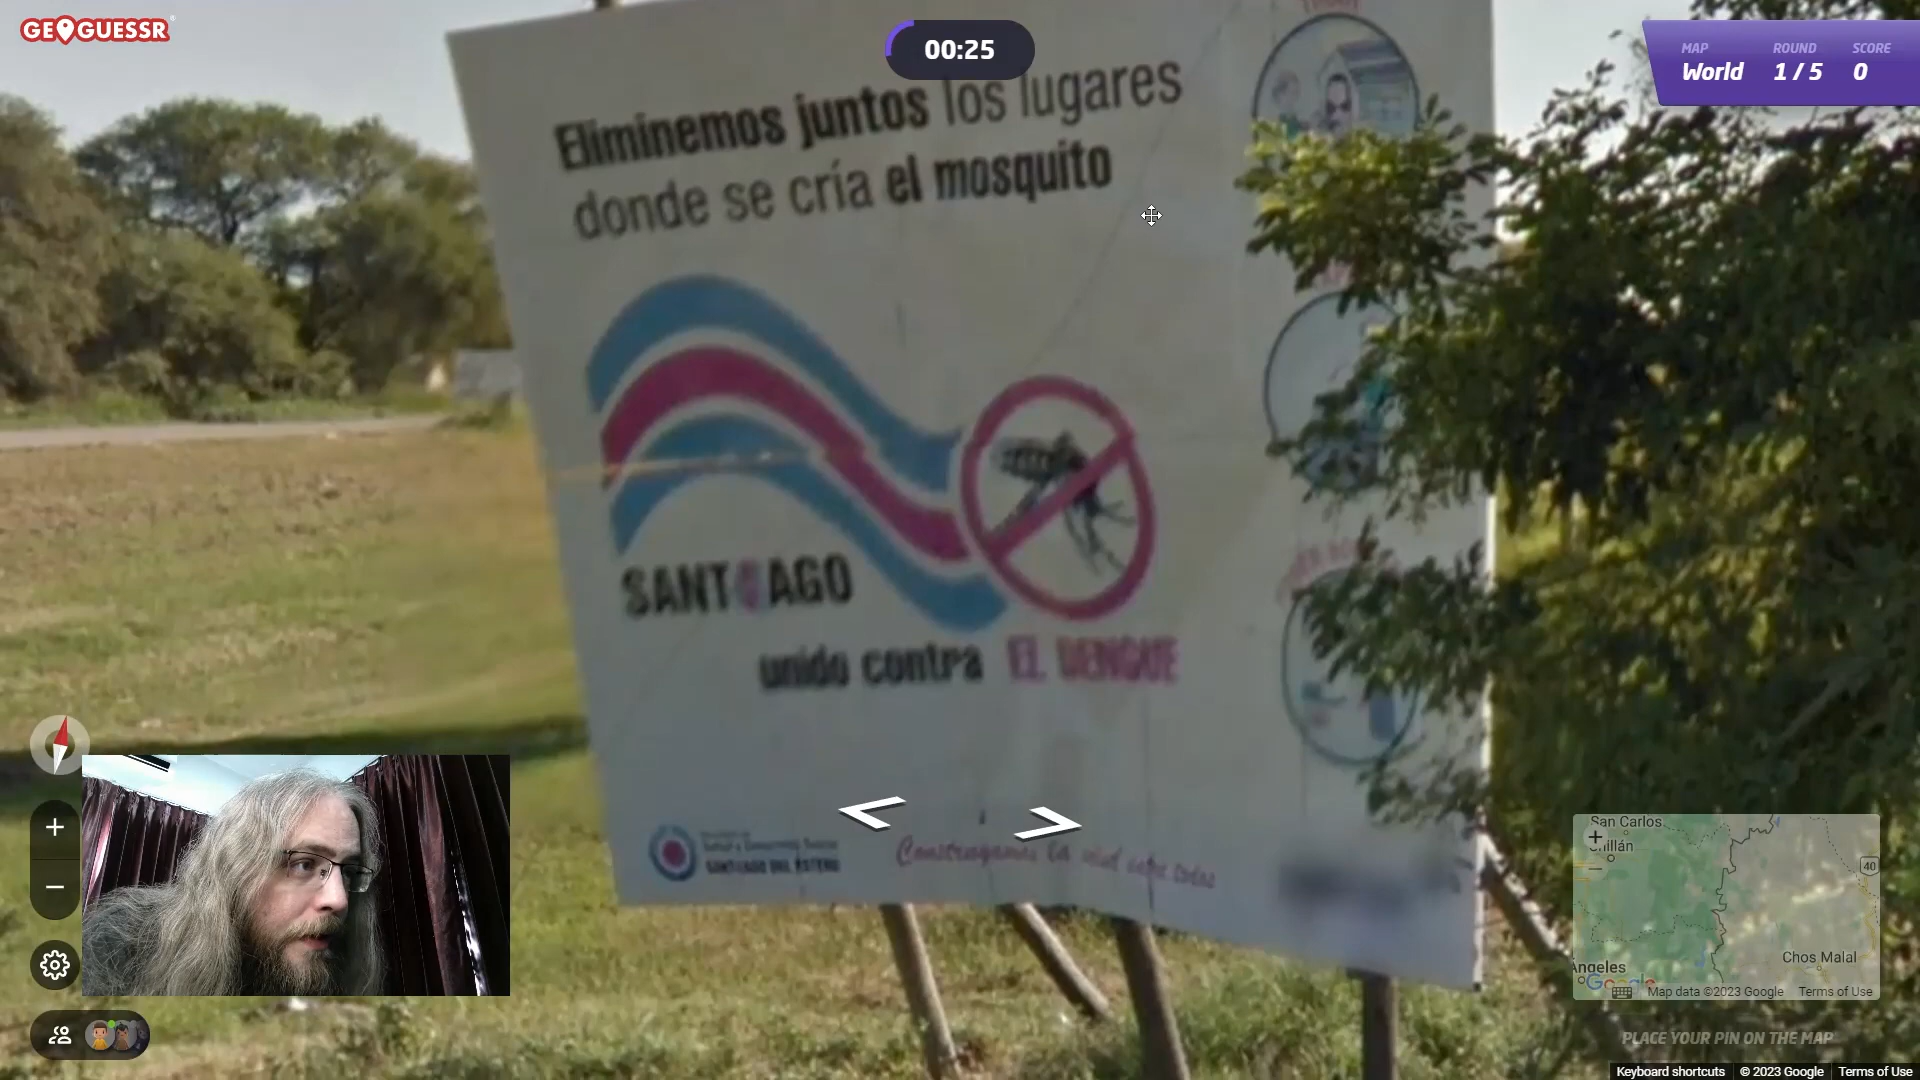 GEOGUESSR
00:25
MAP
ROUND
SCORE
World
1 / 5
0
Eliminemos juntos los lugares
donde se cría el mosquito
SANTIAGO
unido contra EL DENGUE
SANTIAGO DEL ESTERO
San Carlos
Chillán
40
Chos Malal
Angeles
Google
Map data ©2023 Google
Terms of Use
PLACE YOUR PIN ON THE MAP
Keyboard shortcuts
© 2023 Google
Terms of Use